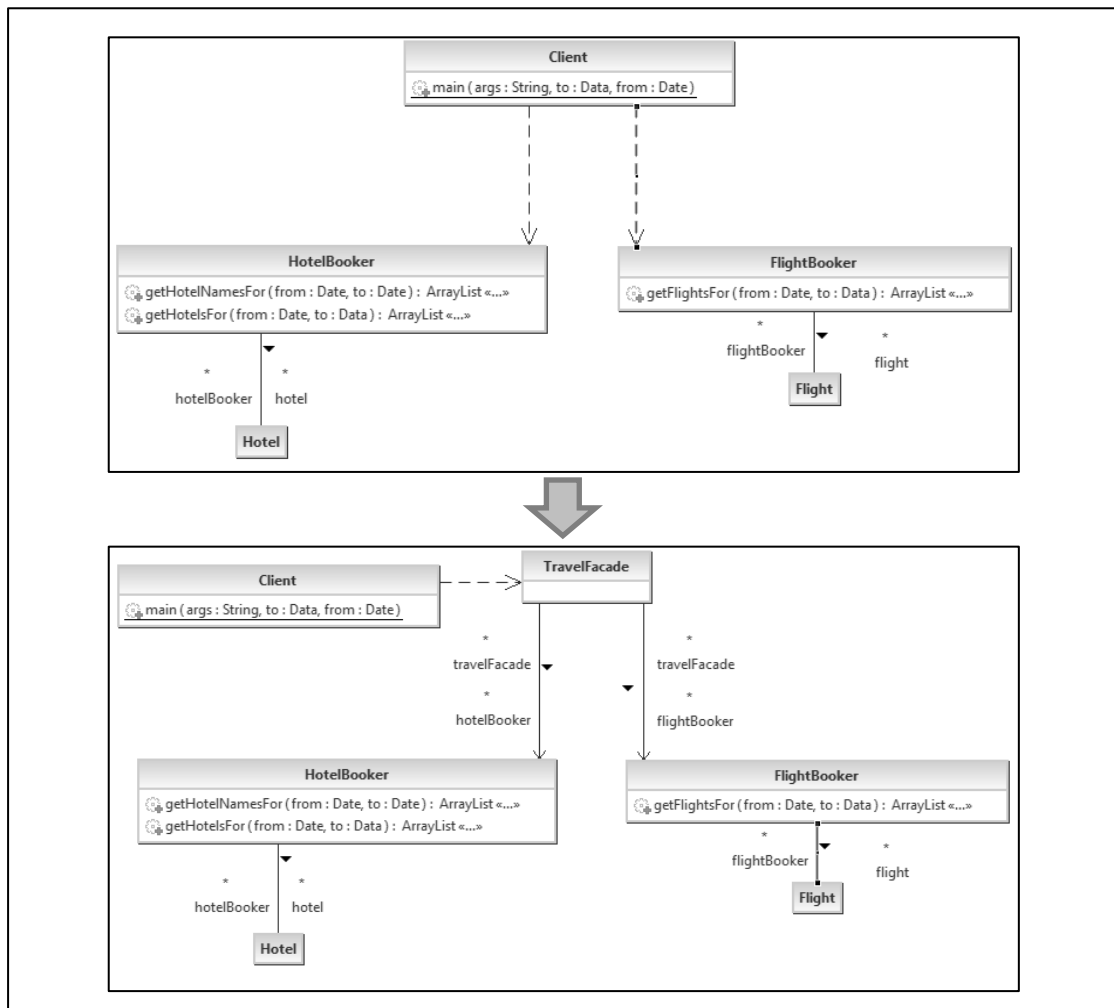 Client
main ( args : String, to : Data, from : Date )
HotelBooker
getHotelNamesFor ( from : Date, to : Date ) : ArrayList «...»
getHotelsFor ( from : Date, to : Data ) : ArrayList «...»
FlightBooker
getFlightsFor ( from : Date, to : Data ) : ArrayList «...»
* *
hotelBooker hotel
Hotel
* *
flightBooker flight
Flight
Client
main ( args : String, to : Data, from : Date )
TravelFacade
* *
travelFacade travelFacade
* *
hotelBooker flightBooker
HotelBooker
getHotelNamesFor ( from : Date, to : Date ) : ArrayList «...»
getHotelsFor ( from : Date, to : Data ) : ArrayList «...»
FlightBooker
getFlightsFor ( from : Date, to : Data ) : ArrayList «...»
* *
hotelBooker hotel
Hotel
* *
flightBooker flight
Flight